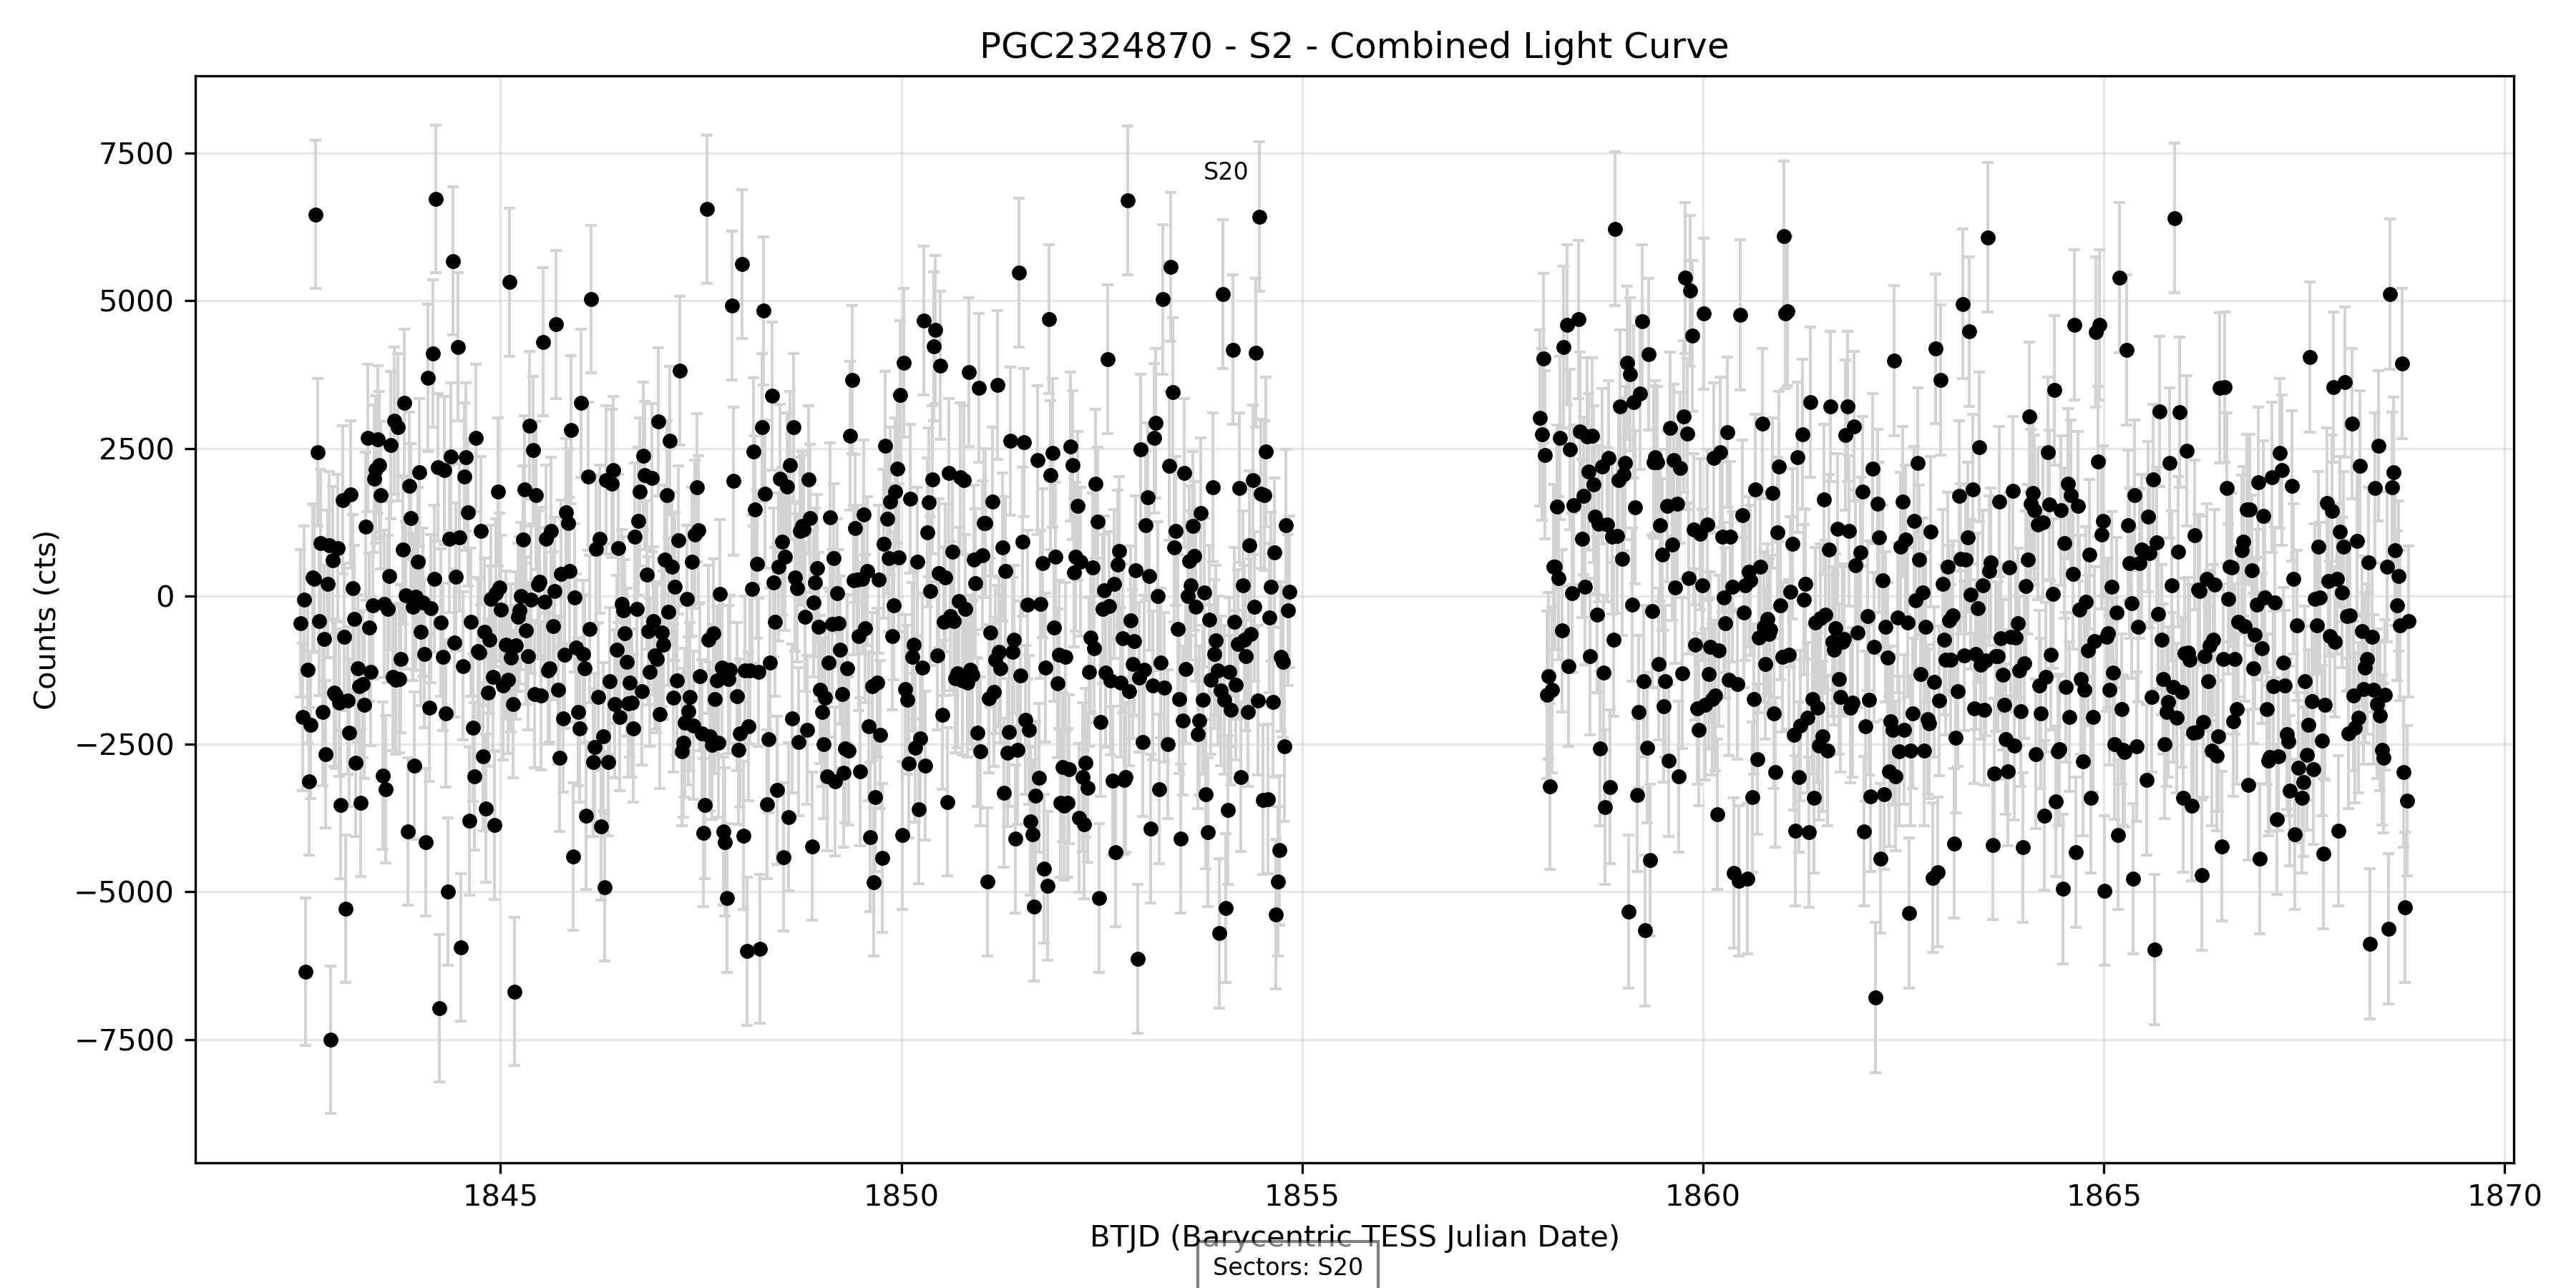 PGC2324870 - S2 - Combined Light Curve
7500
5000
2500
0
−2500
−5000
−7500
Counts (cts)
S20
1845
1850
1855
1860
1865
1870
BTJD (Barycentric TESS Julian Date)
Sectors: S20